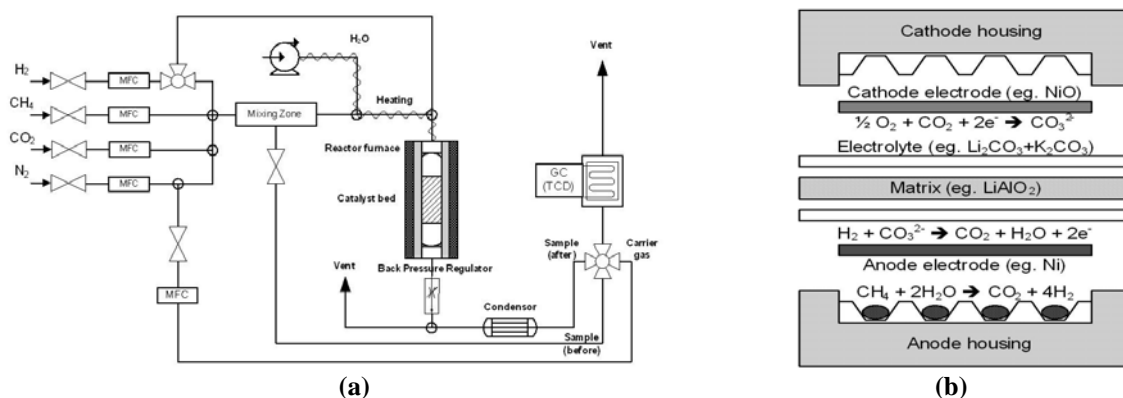 H₂O
Vent
H₂
MFC
Heating
CH₄
MFC
Mixing Zone
CO₂
MFC
Reactor furnace
N₂
MFC
GC
(TCD)
Catalyst bed
Sample
(after)
Carrier
gas
Back Pressure Regulator
MFC
Vent
Condensor
Sample
(before)
(a)
Cathode housing
Cathode electrode (eg. NiO)
½ O₂ + CO₂ + 2e⁻ ➔ CO₃²⁻
Electrolyte (eg. Li₂CO₃+K₂CO₃)
Matrix (eg. LiAlO₂)
H₂ + CO₃²⁻ ➔ CO₂ + H₂O + 2e⁻
Anode electrode (eg. Ni)
CH₄ + 2H₂O ➔ CO₂ + 4H₂
Anode housing
(b)